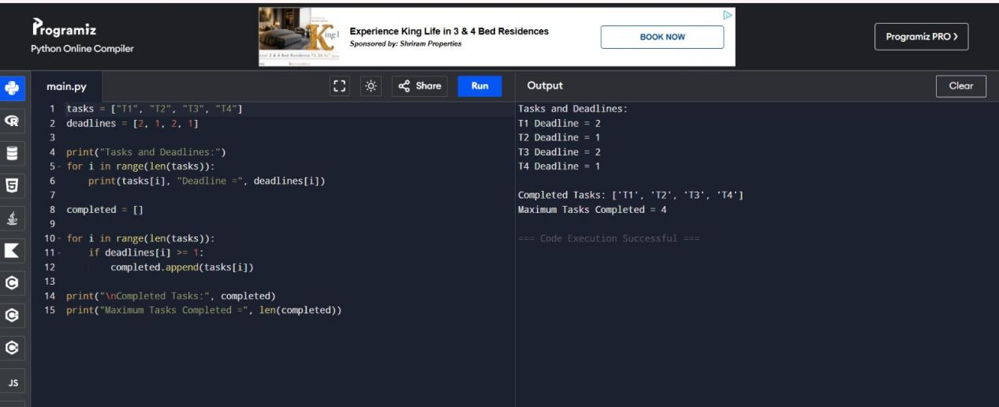 Programiz
Python Online Compiler
Experience King Life in 3 & 4 Bed Residences
Sponsored by: Shriram Properties
BOOK NOW
Programiz PRO
main.py
Share
Run
Output
Clear
1 tasks = ["T1", "T2", "T3", "T4"]
2 deadlines = [2, 1, 2, 1]
3
4 print("Tasks and Deadlines:")
5 for i in range(len(tasks)):
6     print(tasks[i], "Deadline =", deadlines[i])
7
8 completed = []
9
10 for i in range(len(tasks)):
11     if deadlines[i] >= 1:
12         completed.append(tasks[i])
13
14 print("\nCompleted Tasks:", completed)
15 print("Maximum Tasks Completed =", len(completed))
Tasks and Deadlines:
T1 Deadline = 2
T2 Deadline = 1
T3 Deadline = 2
T4 Deadline = 1
Completed Tasks: ['T1', 'T2', 'T3', 'T4']
Maximum Tasks Completed = 4
=== Code Execution Successful ===
R
5
C
C
C
JS